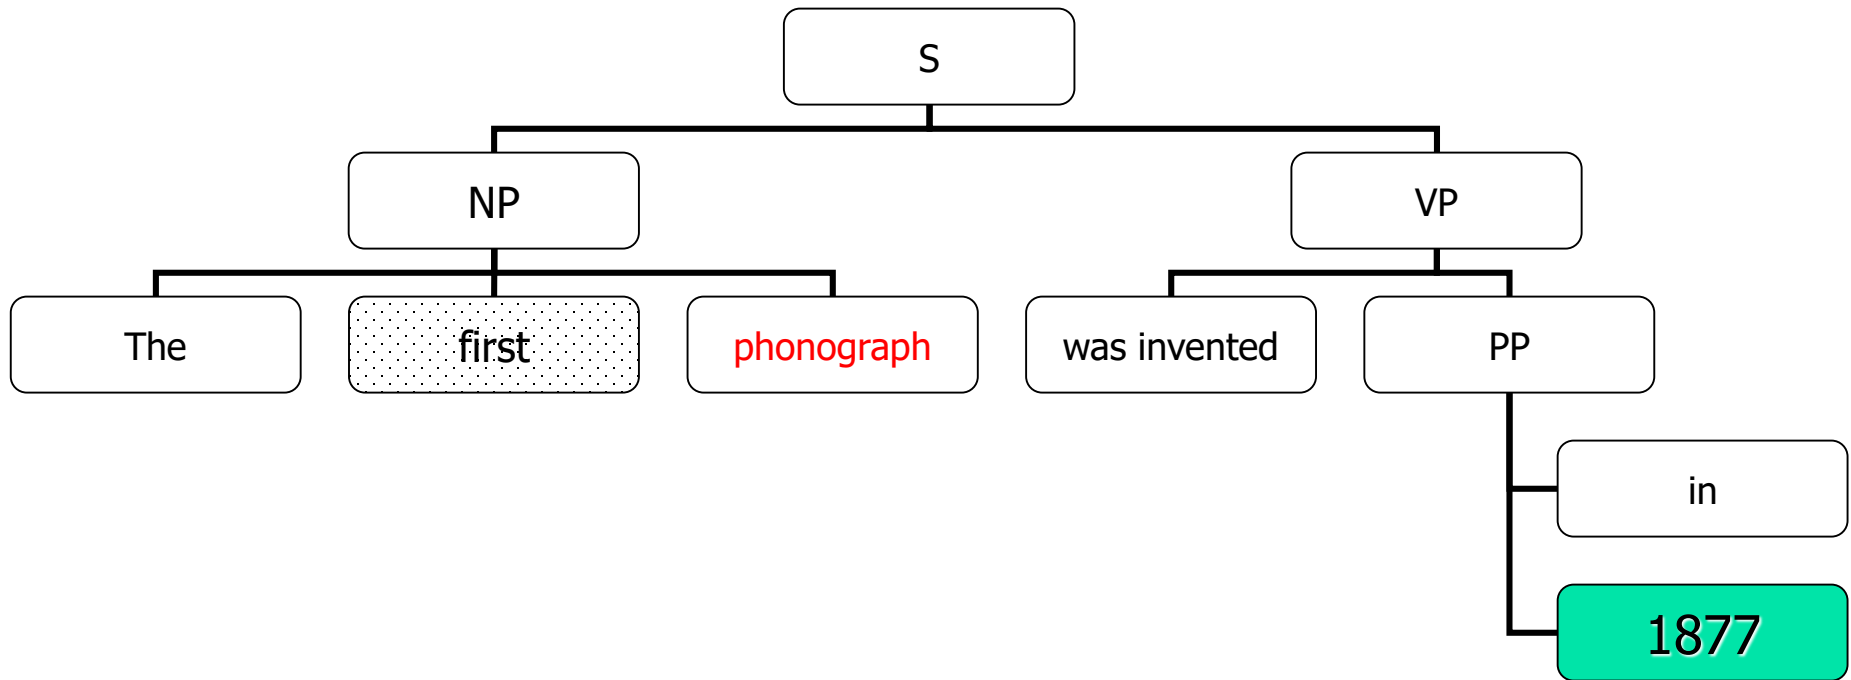 S
NP
VP
The
first
phonograph
was invented
PP
in
1877